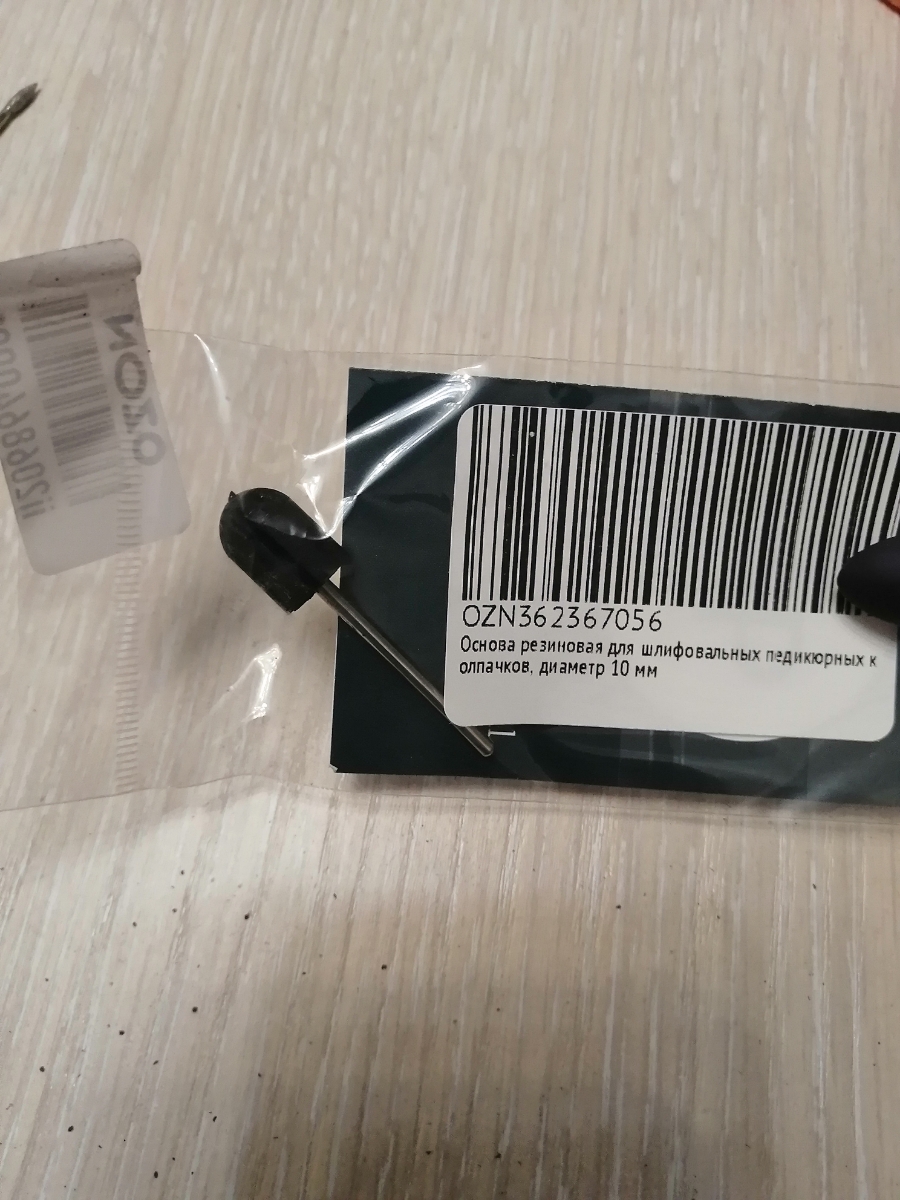 OZON
OZN362367056
Основа резиновая для шлифовальных педикюрных к
олпачков, диаметр 10 мм